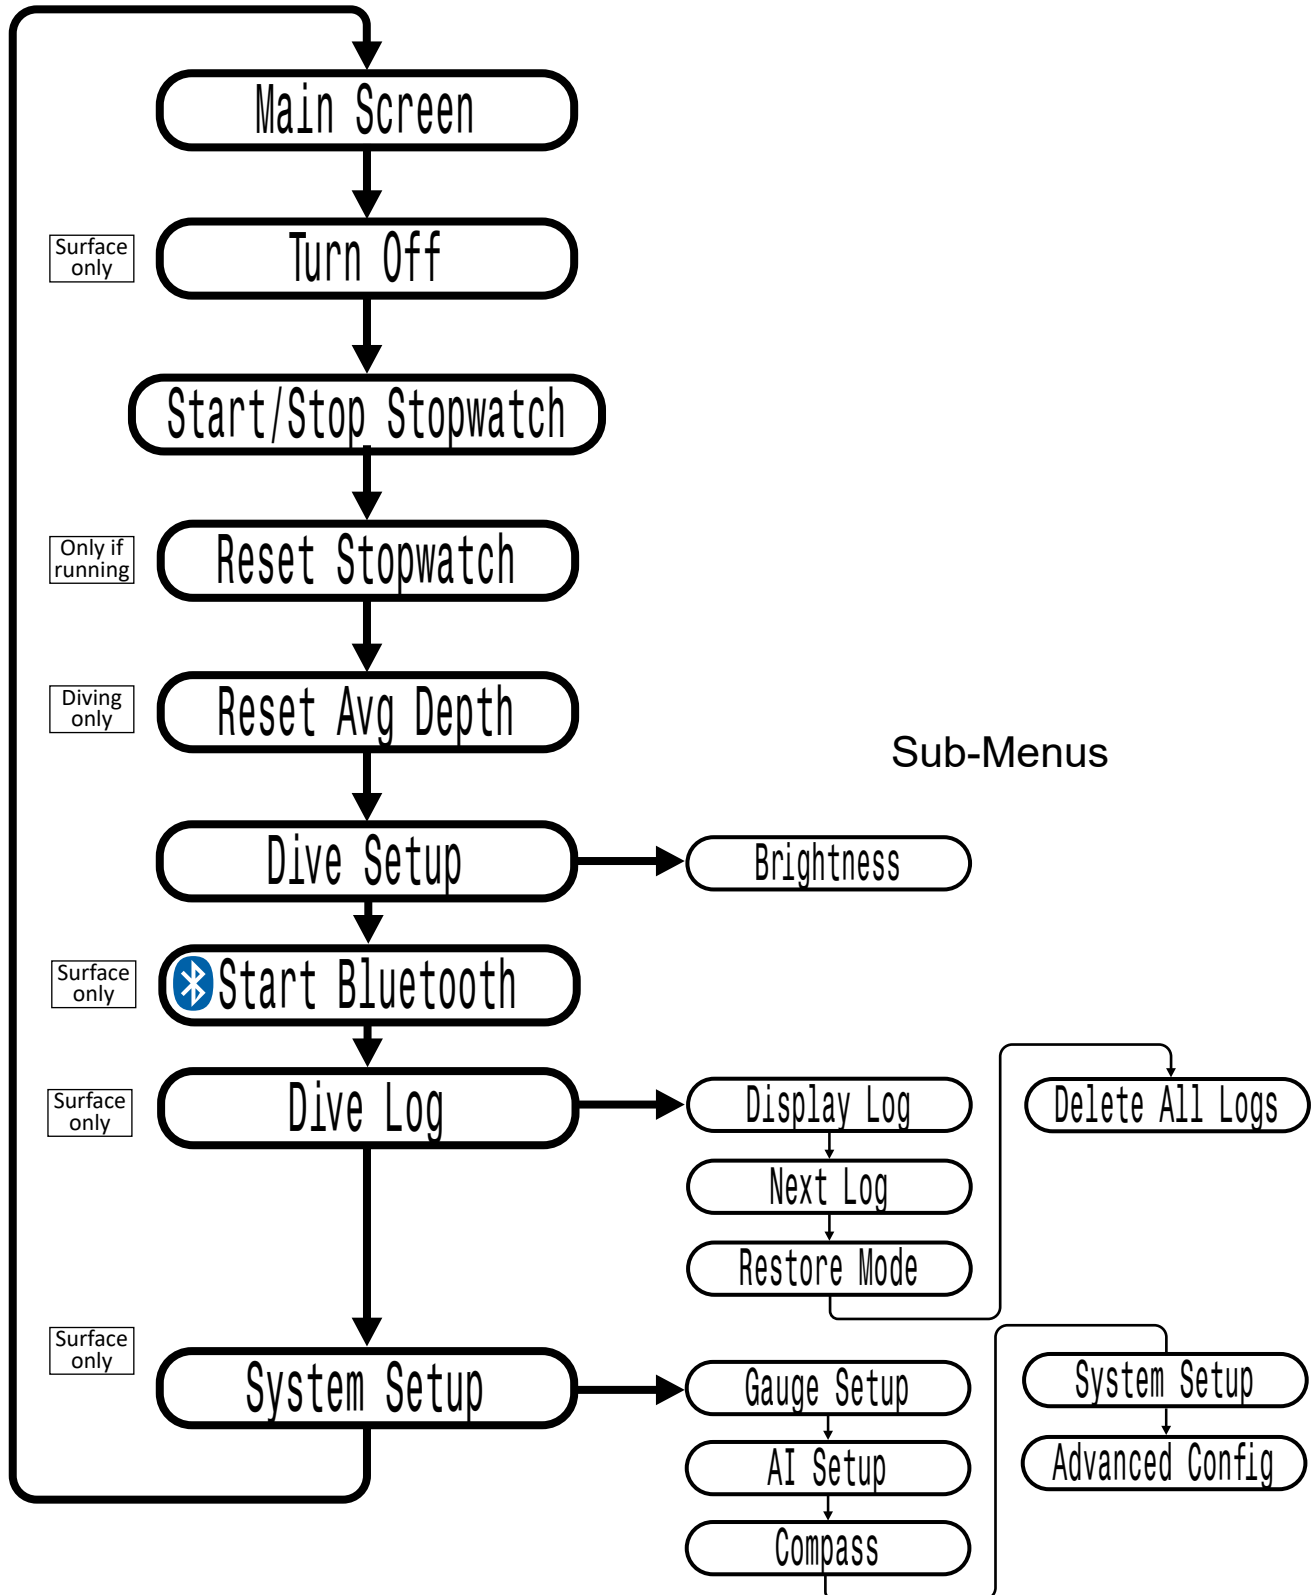 Main Screen
Surface
only
Turn Off
Start/Stop Stopwatch
Only if
running
Reset Stopwatch
Diving
only
Reset Avg Depth
Sub-Menus
Dive Setup
Brightness
Surface
only
Start Bluetooth
Surface
only
Dive Log
Display Log
Next Log
Restore Mode
Delete All Logs
Surface
only
System Setup
Gauge Setup
AI Setup
Compass
System Setup
Advanced Config